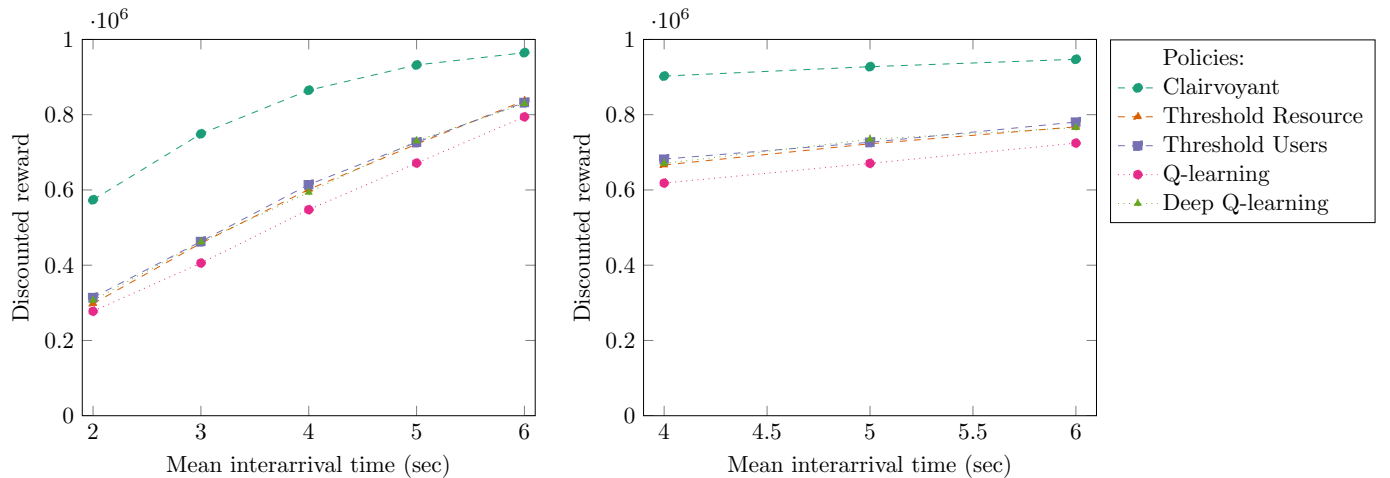 ·10^6
1
0.8
0.6
0.4
0.2
0
2
3
4
5
6
Discounted reward
Mean interarrival time (sec)
·10^6
1
0.8
0.6
0.4
0.2
0
4
4.5
5
5.5
6
Discounted reward
Mean interarrival time (sec)
Policies:
Clairvoyant
Threshold Resource
Threshold Users
Q-learning
Deep Q-learning